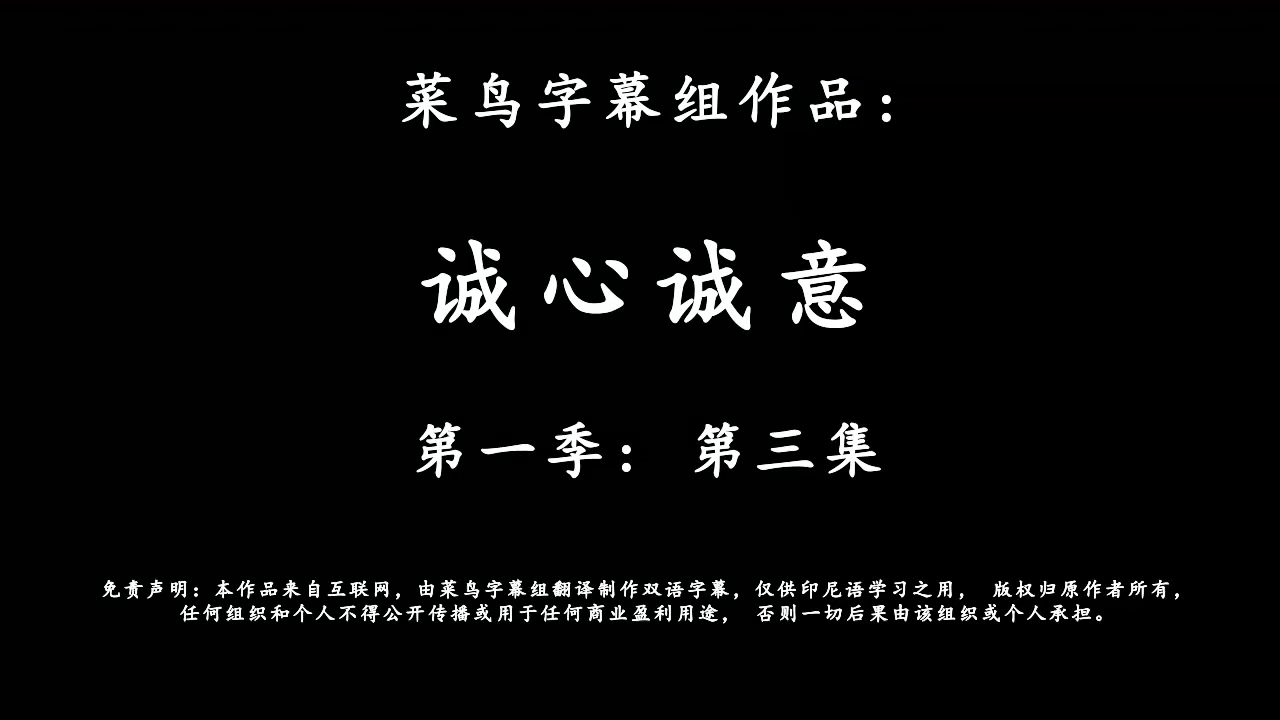 菜鸟字幕组作品：
诚心诚意
第一季： 第三集
免责声明：本作品来自互联网，由菜鸟字幕组翻译制作双语字幕，仅供印尼语学习之用， 版权归原作者所有，
任何组织和个人不得公开传播或用于任何商业盈利用途， 否则一切后果由该组织或个人承担。